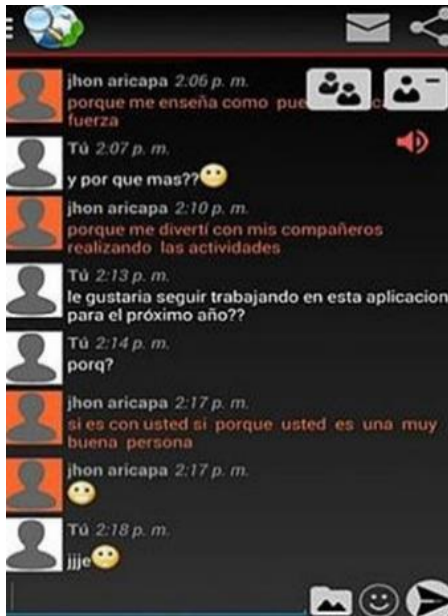 jhon aricapa 2:06 p. m.
porque me enseña como
fuerza
Tú 2:07 p. m.
y por que mas??
jhon aricapa 2:10 p. m.
porque me divertí con mis compañeros
realizando las actividades
Tú 2:13 p. m.
le gustaria seguir trabajando en esta aplicacion
para el próximo año??
Tú 2:14 p. m.
porq?
jhon aricapa 2:17 p. m.
si es con usted si porque usted es una muy
buena persona
jhon aricapa 2:17 p. m.
Tú 2:18 p. m.
jjje